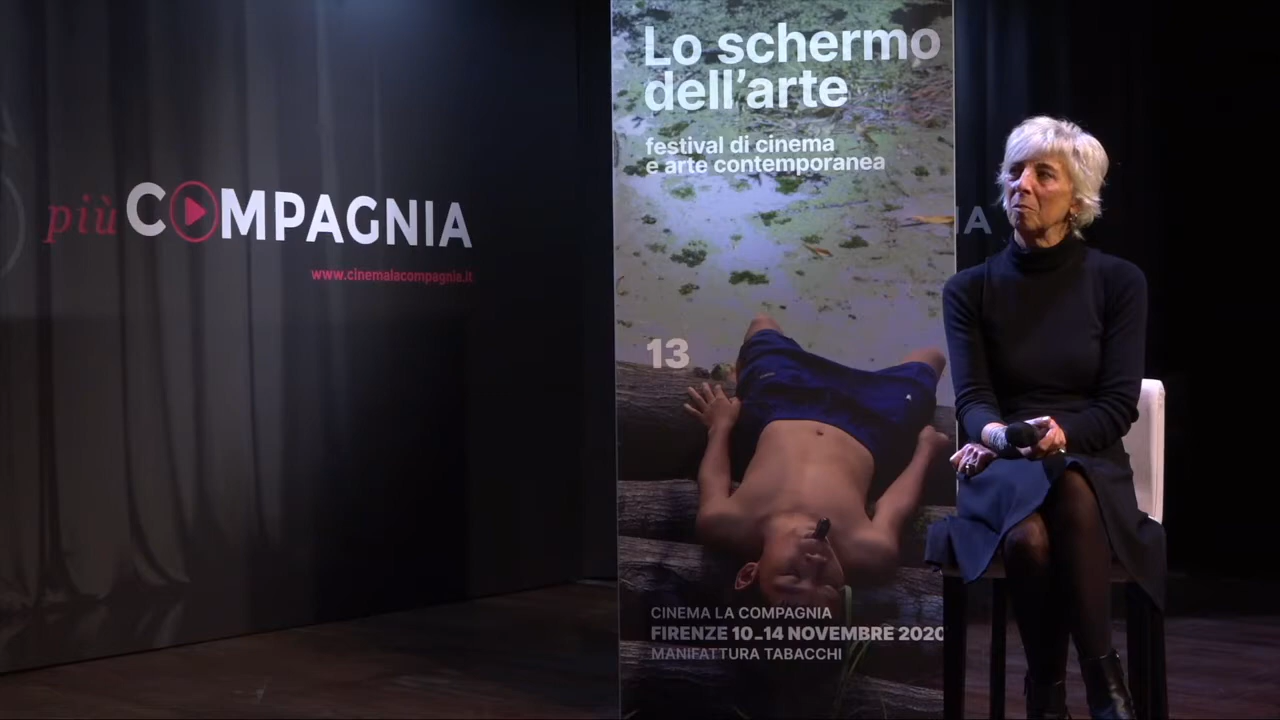 più COMPAGNIA
www.cinemalacompagnia.it
Lo schermo
dell'arte
festival di cinema
e arte contemporanea
IA
13
CINEMA LA COMPAGNIA
FIRENZE 10_14 NOVEMBRE 2020
MANIFATTURA TABACCHI